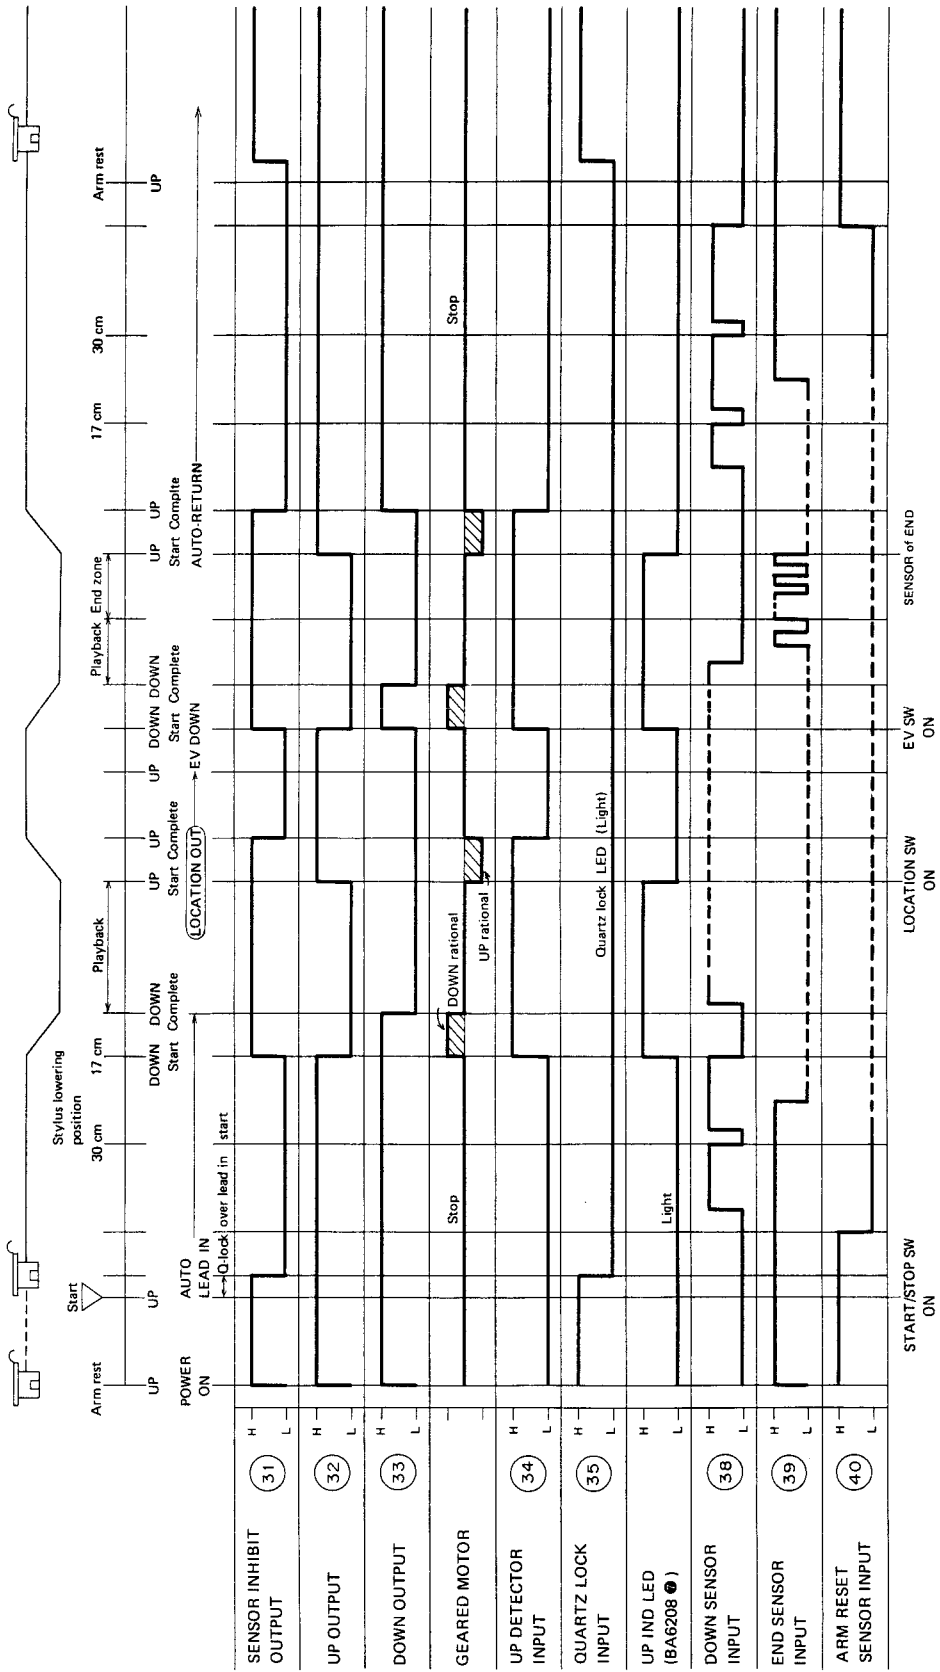 Arm rest
Start
Stylus lowering
position
30 cm
17 cm
Playback
Playback
End zone
17 cm
30 cm
Arm rest
UP
UP
DOWN
Start
DOWN
Complete
UP
Start
UP
Complete
UP
DOWN
Start
DOWN
Complete
UP
Start
UP
Complte
UP
POWER
ON
AUTO
LEAD IN
Q-lock over lead in start
LOCATION OUT
EV DOWN
AUTO-RETURN
SENSOR INHIBIT
OUTPUT
31
H
L
UP OUTPUT
32
H
L
DOWN OUTPUT
33
H
L
GEARED MOTOR
Stop
DOWN rational
UP rational
Stop
UP DETECTOR
INPUT
34
H
L
QUARTZ LOCK
INPUT
35
H
L
Quartz lock LED (Light)
UP IND LED
(BA6208 7)
H
L
Light
DOWN SENSOR
INPUT
38
H
L
END SENSOR
INPUT
39
H
L
ARM RESET
SENSOR INPUT
40
H
L
START/STOP SW
ON
LOCATION SW
ON
EV SW
ON
SENSOR of END